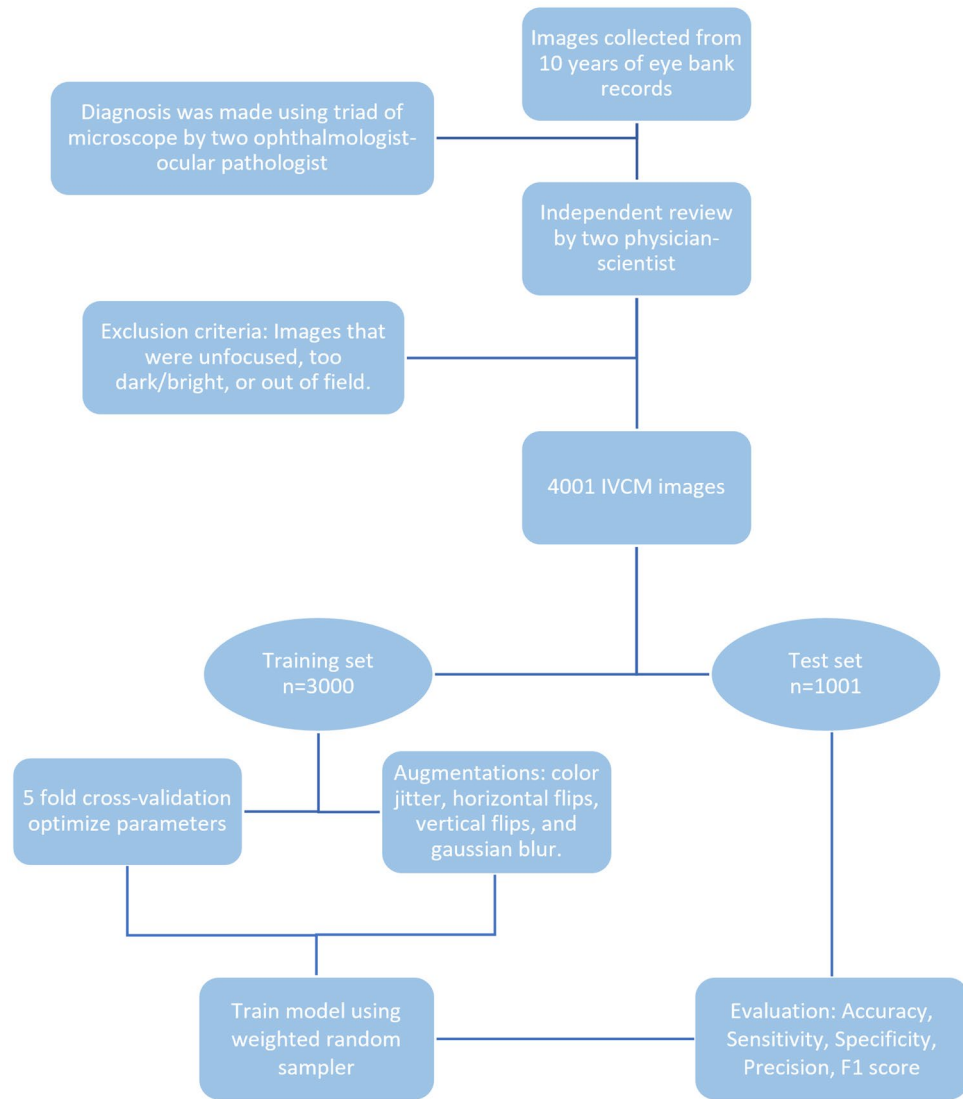 Images collected from
10 years of eye bank
records
Diagnosis was made using triad of
microscope by two ophthalmologist-
ocular pathologist
Independent review
by two physician-
scientist
Exclusion criteria: Images that
were unfocused, too
dark/bright, or out of field.
4001 IVCM images
Training set
n=3000
Test set
n=1001
5 fold cross-validation
optimize parameters
Augmentations: color
jitter, horizontal flips,
vertical flips, and
gaussian blur.
Train model using
weighted random
sampler
Evaluation: Accuracy,
Sensitivity, Specificity,
Precision, F1 score